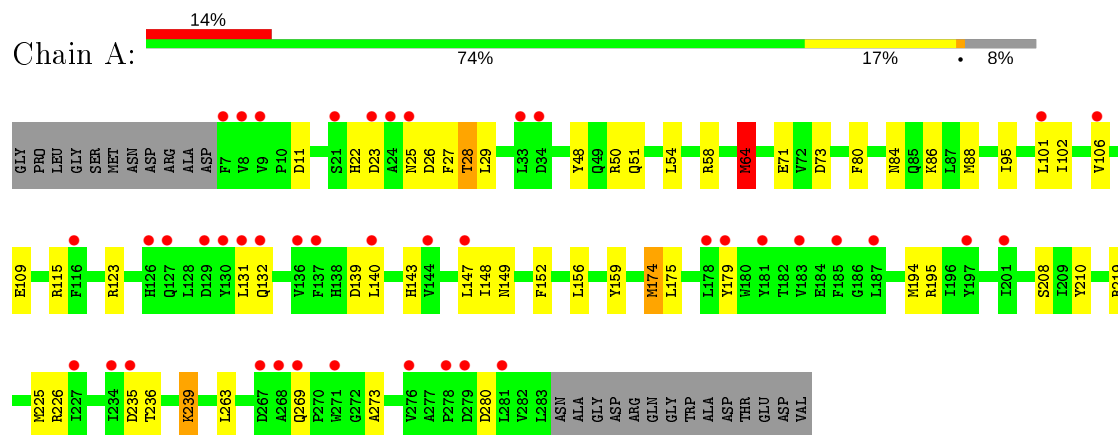 14%
Chain A:
74% 17% • 8%
GLY PRO LEU GLY SER MET ASN ASP ARG ALA ASP F7 V8 V9 P10 D11 S21 H22 D23 A24 N25 D26 F27 T28 L29 L33 D34 Y48 Q49 R50 Q51 L54 R58 M64 E71 V72 D73 F80 N84 Q85 K86 L87 M88 I95 L101 I102 V106
E109 R115 F116 R123 H126 Q127 L128 D129 Y130 L131 Q132 V136 F137 H138 D139 L140 H143 V144 L147 I148 N149 F152 L156 Y159 M174 L175 L178 Y179 W180 Y181 T182 V183 E184 F185 G186 L187 M194 R195 I196 Y197 I201 S208 I209 Y210
M225 R226 I227 I234 D235 T236 K239 L263 D267 A268 Q269 P270 W271 G272 A273 V276 A277 P278 D279 D280 L281 V282 L283 ASN ALA GLY ASP ARG GLN GLY TRP ALA ASP THR GLU ASP VAL